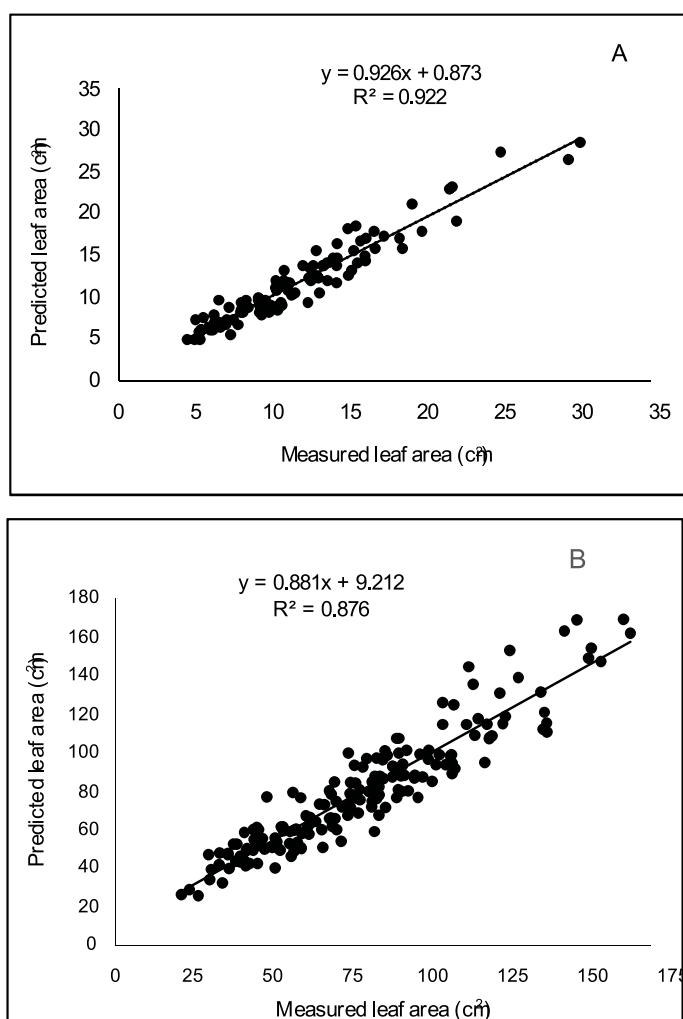 A
y = 0.926x + 0.873
R² = 0.922
35
30
25
20
15
10
5
0
Predicted leaf area (cm²)
0 5 10 15 20 25 30 35
Measured leaf area (cm²)
B
y = 0.881x + 9.212
R² = 0.876
180
160
140
120
100
80
60
40
20
0
Predicted leaf area (cm²)
0 25 50 75 100 125 150 175
Measured leaf area (cm²)